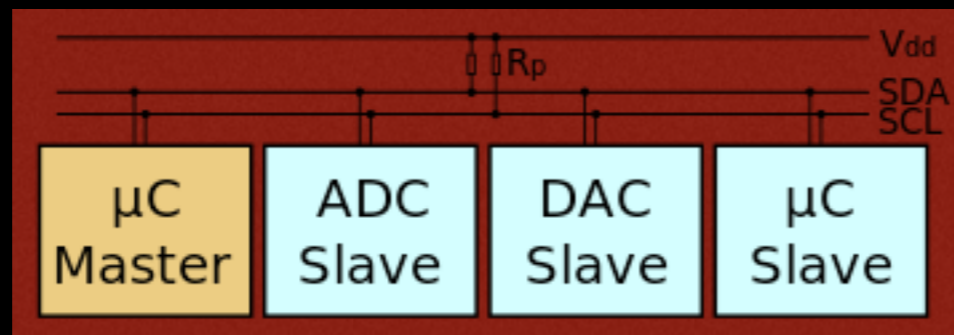 Vdd
Rp
SDA
SCL
µC
Master
ADC
Slave
DAC
Slave
µC
Slave